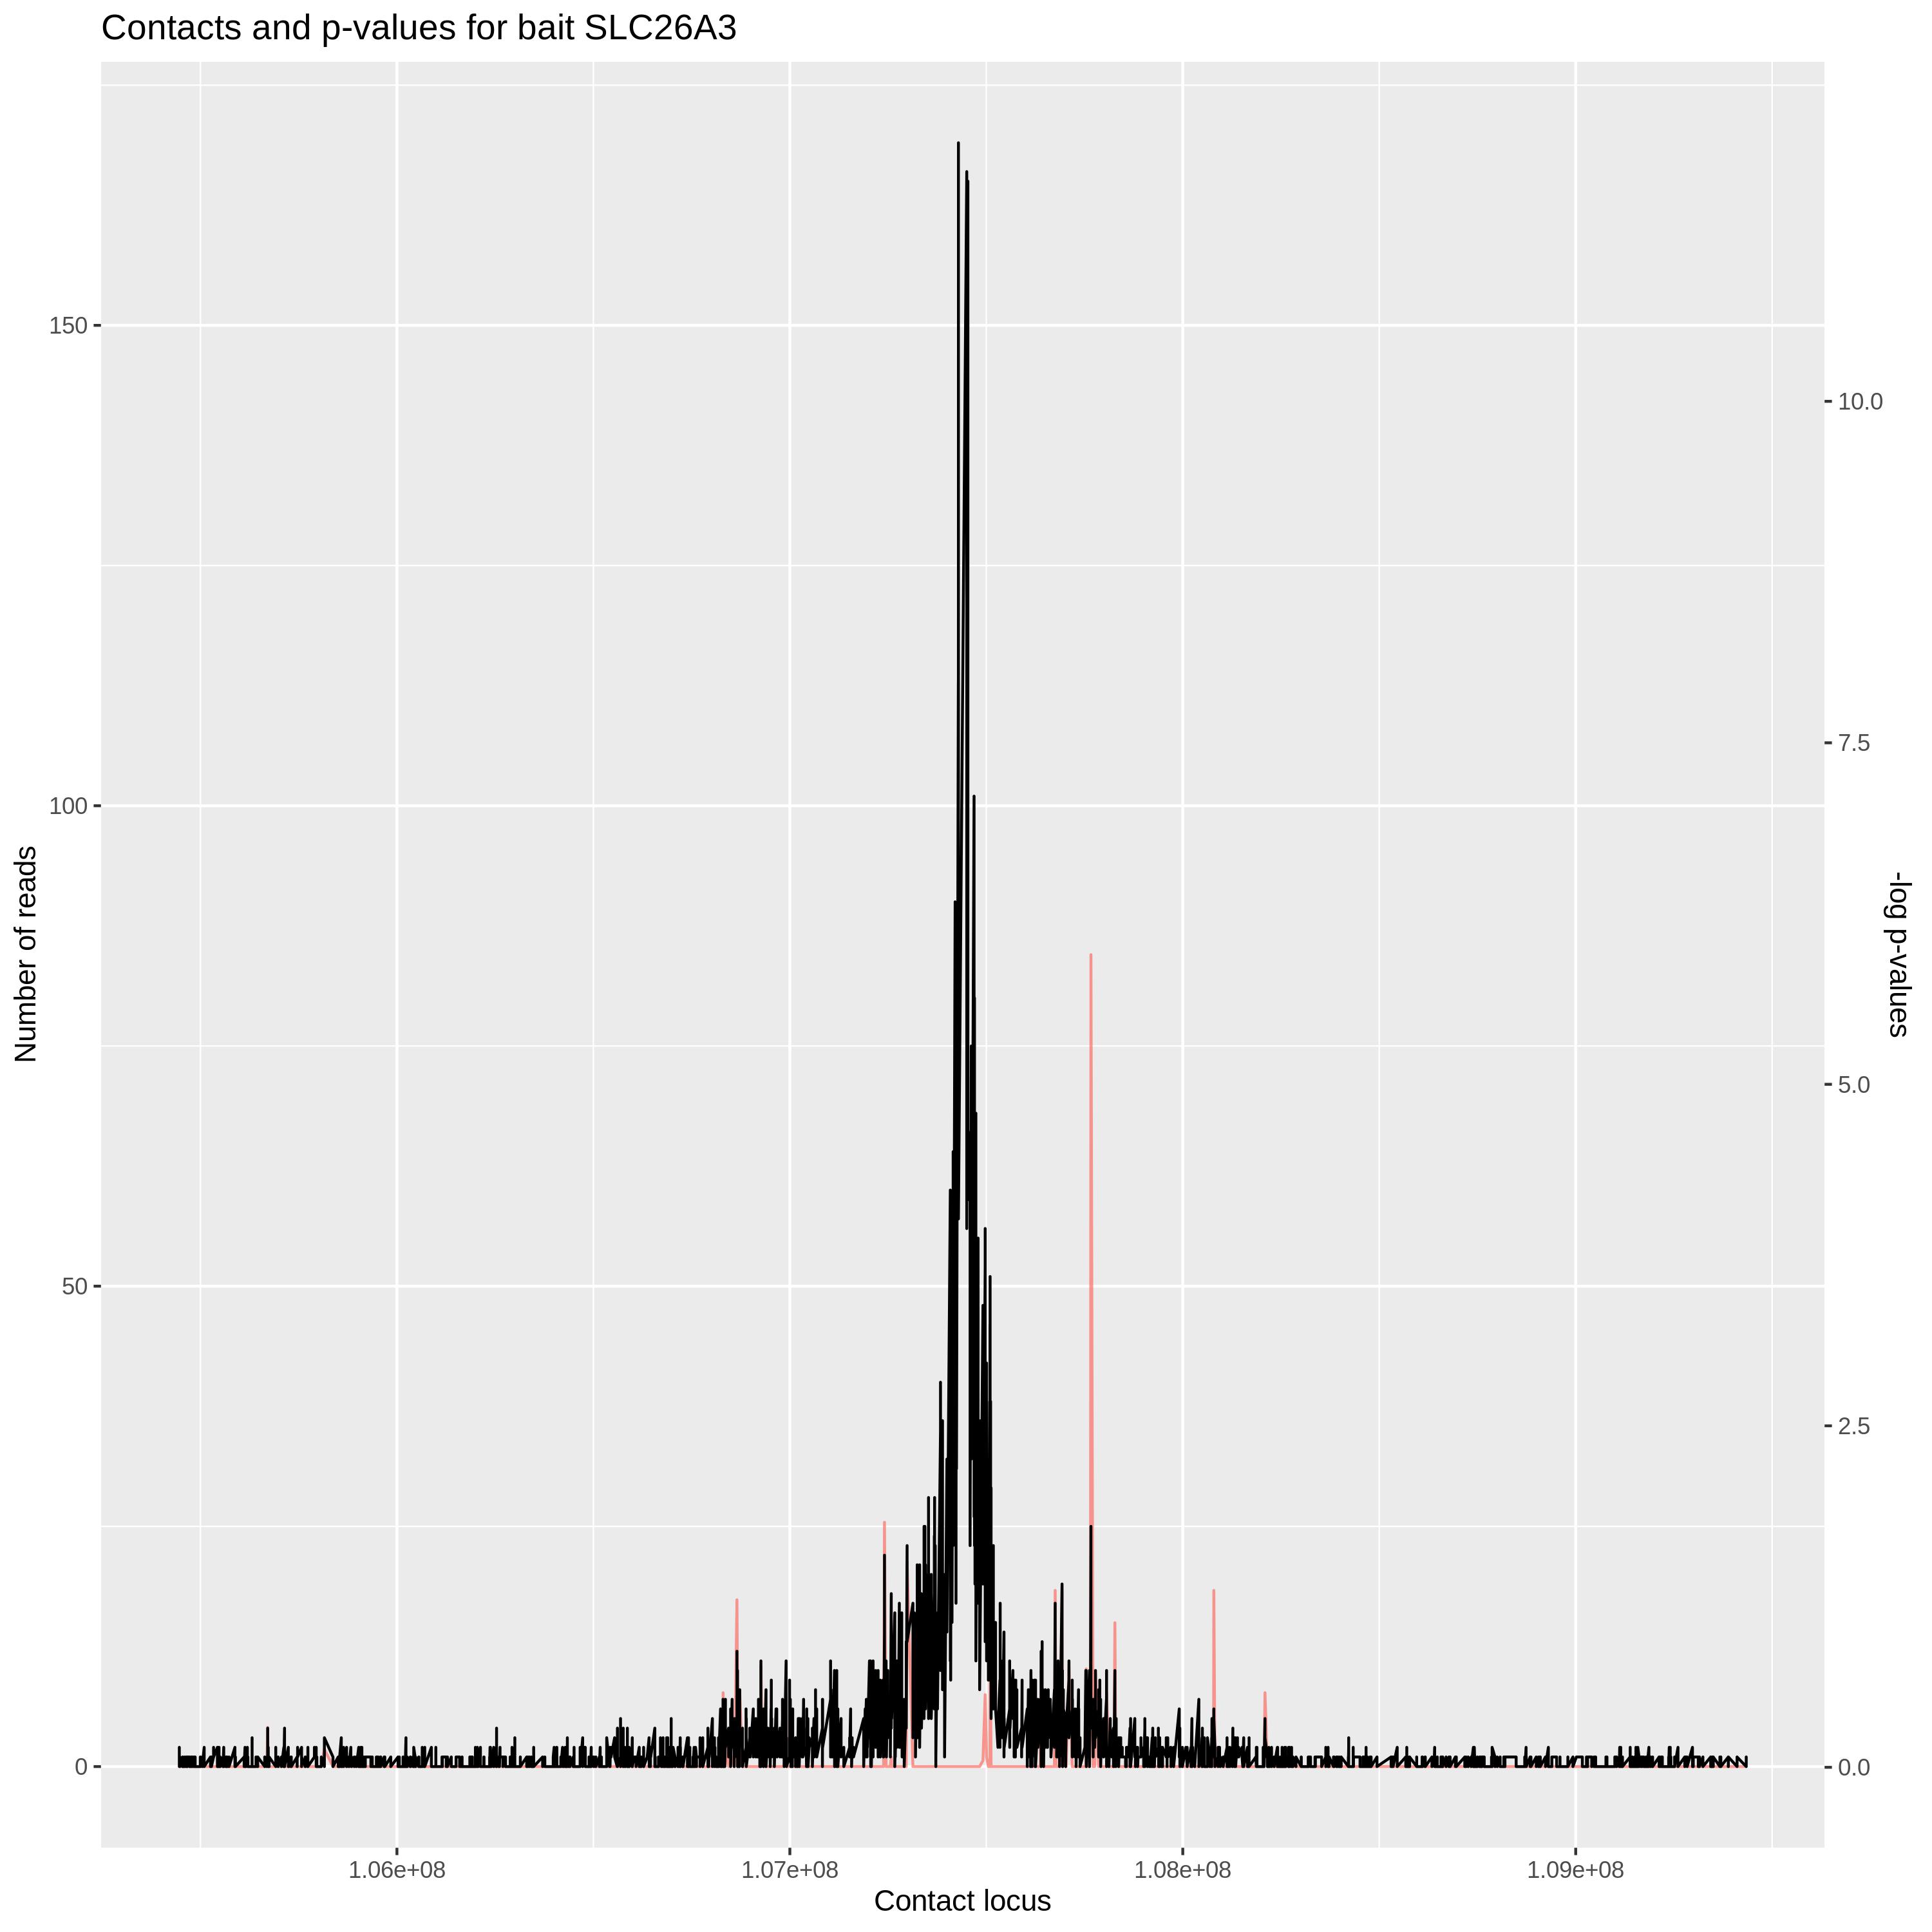 Contacts and p-values for bait SLC26A3
150
100
50
0
Number of reads
10.0
7.5
5.0
2.5
0.0
-log p-values
1.06e+08
1.07e+08
1.08e+08
1.09e+08
Contact locus